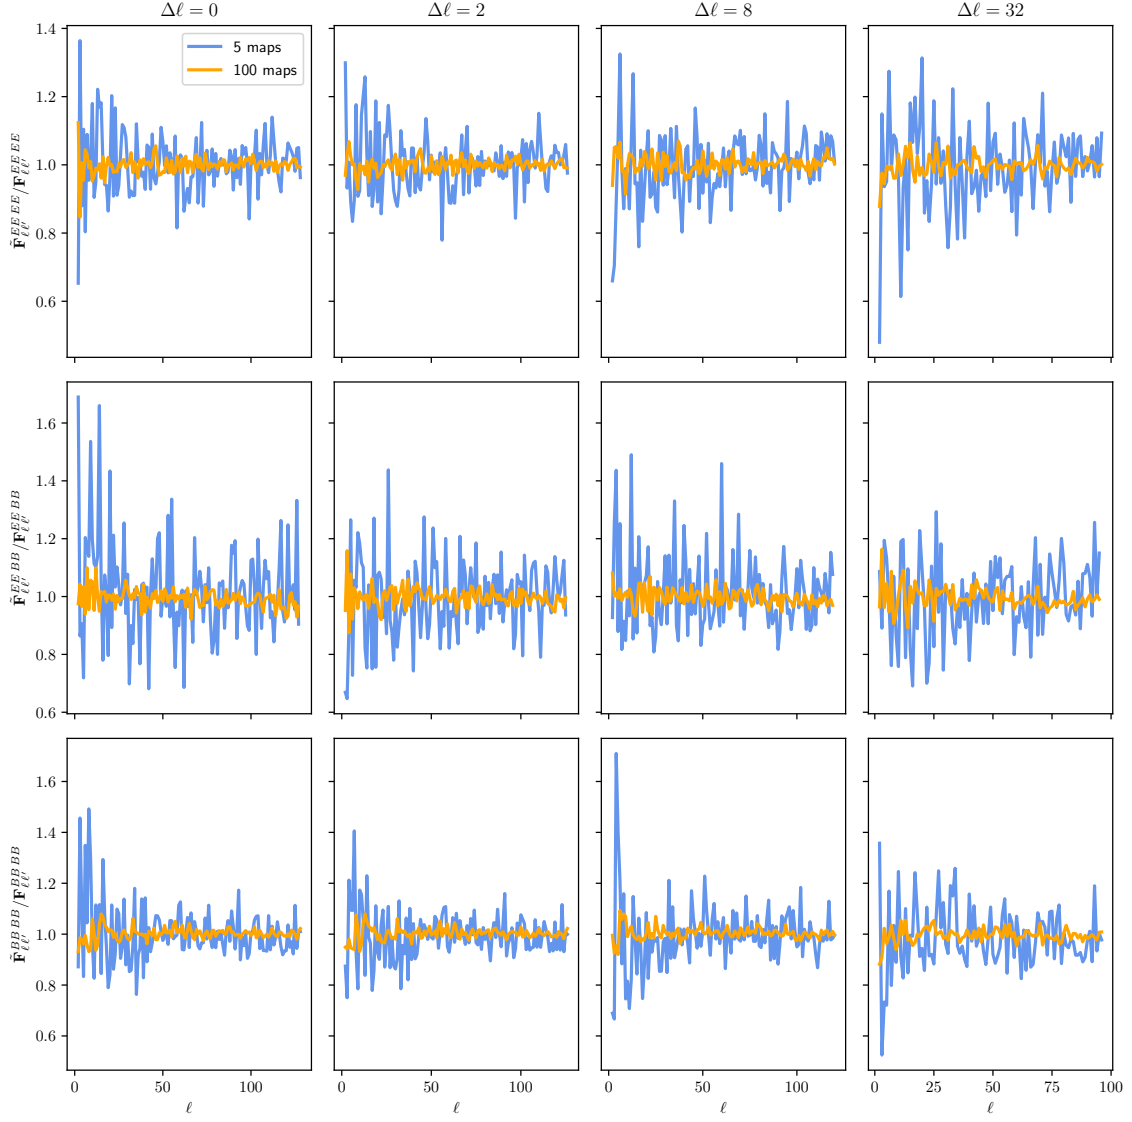 Δℓ = 0 Δℓ = 2 Δℓ = 8 Δℓ = 32
5 maps
100 maps
1.4
1.2
1.0
0.8
0.6
F̃^{EE EE}_{ℓℓ′}/F^{EE EE}_{ℓℓ′}
1.6
1.4
1.2
1.0
0.8
0.6
F̃^{EE BB}_{ℓℓ′}/F^{EE BB}_{ℓℓ′}
1.6
1.4
1.2
1.0
0.8
0.6
F̃^{BB BB}_{ℓℓ′}/F^{BB BB}_{ℓℓ′}
0 50 100 0 50 100 0 50 100 0 25 50 75 100
ℓ ℓ ℓ ℓ